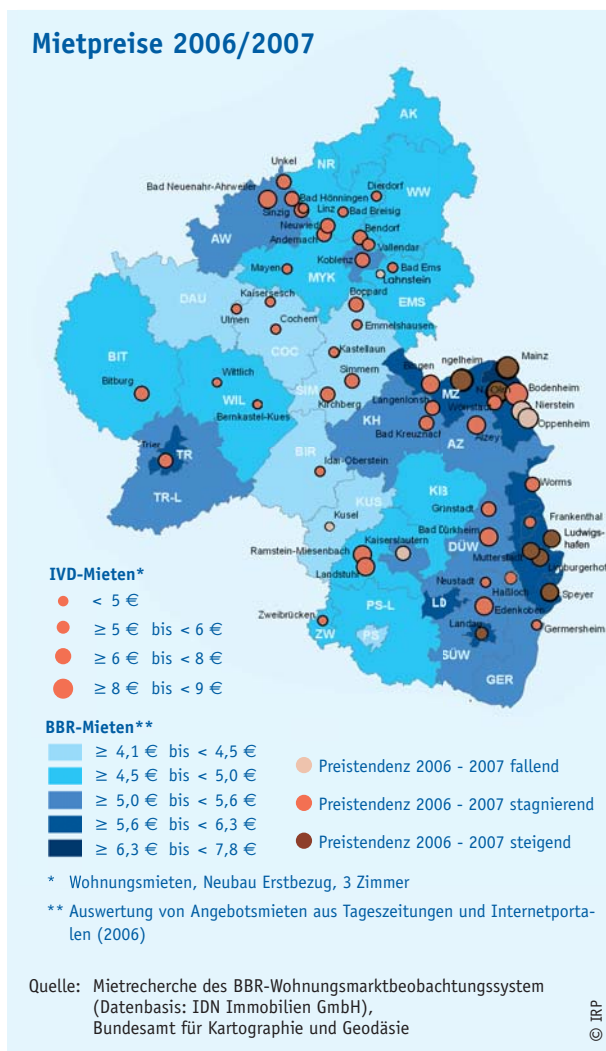 Mietpreise 2006/2007
AK
Unkel
NR
Bad Neuenahr-Ahrweiler
Bad Hönningen
Dierdorf
WW
Sinzig
Linz
Bad Breisig
Neuwied
Bendorf
AW
Andernach
Vallendar
Koblenz
Mayen
MYK
Bad Ems
Lahnstein
DAU
Kaisersesch
Boppard
EMS
Ulmen
Cochem
Emmelshausen
COC
Kastellaun
BIT
Bitburg
Wittlich
WIL
Bernkastel-Kues
Simmern
SIM
Kirchberg
Bingen
ngelheim
Mainz
MZ
Bodenheim
Nierstein
Oppenheim
Langenlonsh
Wörrstadt
KH
Bad Kreuznach
Alzey
AZ
Trier
TR
TR-L
BIR
Idar-Oberstein
KIB
Worms
KUS
Kusel
Grünstadt
Frankenthal
Kaiserslautern
Bad Dürkheim
Ludwigs-
hafen
Ramstein-Miesenbach
DÜW
Mutterstadt
Limburgerhof
Landstuhl
Neustadt
Haßloch
Speyer
PS-L
LD
Edenkoben
Zweibrücken
ZW
PS
Landau
Germersheim
SÜW
GER
IVD-Mieten*
< 5 €
≥ 5 € bis < 6 €
≥ 6 € bis < 8 €
≥ 8 € bis < 9 €
BBR-Mieten**
≥ 4,1 € bis < 4,5 €
≥ 4,5 € bis < 5,0 €
≥ 5,0 € bis < 5,6 €
≥ 5,6 € bis < 6,3 €
≥ 6,3 € bis < 7,8 €
Preistendenz 2006 - 2007 fallend
Preistendenz 2006 - 2007 stagnierend
Preistendenz 2006 - 2007 steigend
* Wohnungsmieten, Neubau Erstbezug, 3 Zimmer
** Auswertung von Angebotsmieten aus Tageszeitungen und Internetporta-
len (2006)
Quelle: Mietrecherche des BBR-Wohnungsmarktbeobachtungssystem
(Datenbasis: IDN Immobilien GmbH),
Bundesamt für Kartographie und Geodäsie
© IRP